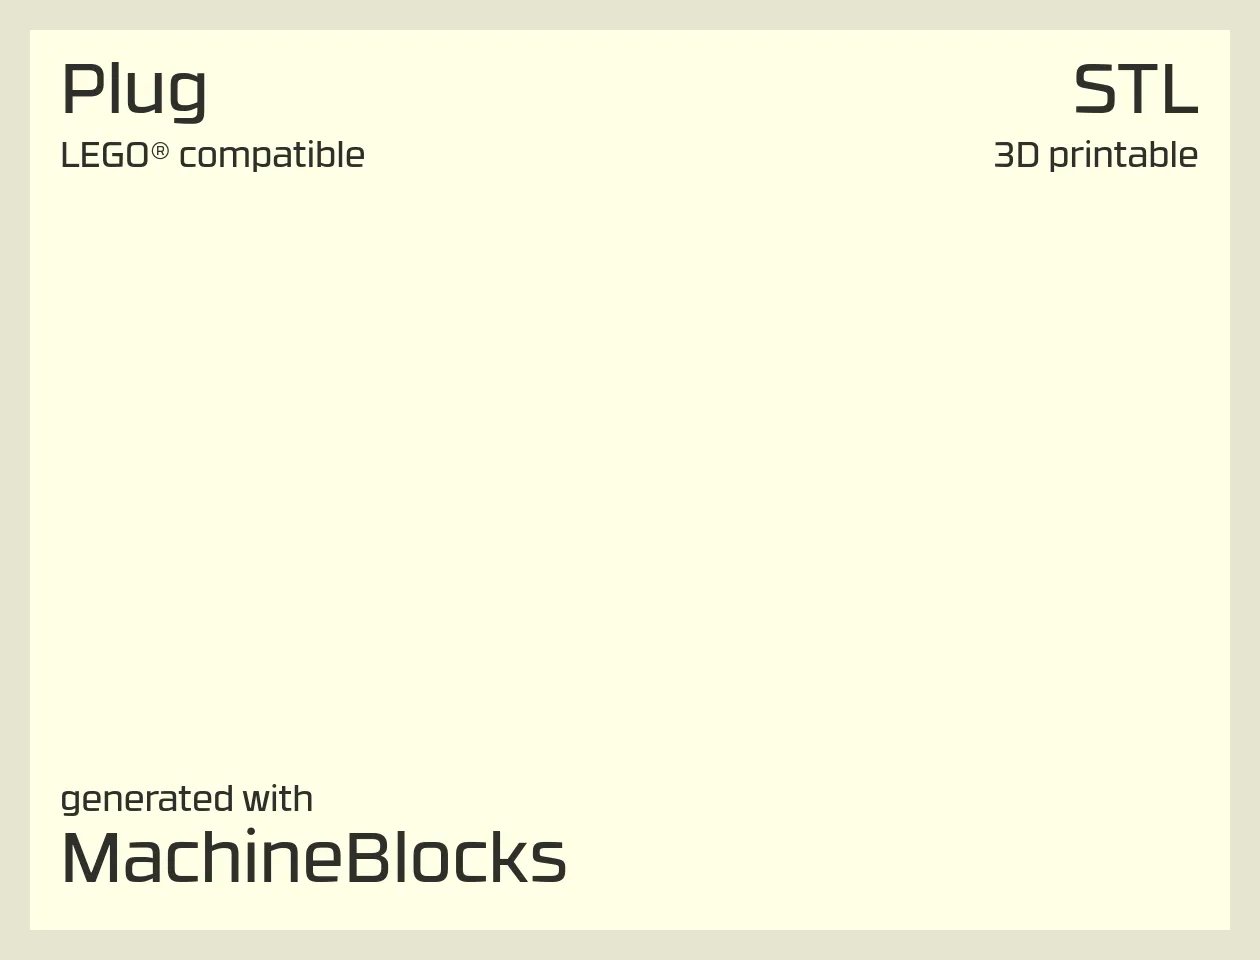 Plug
LEGO® compatible
STL
3D printable
generated with
MachineBlocks